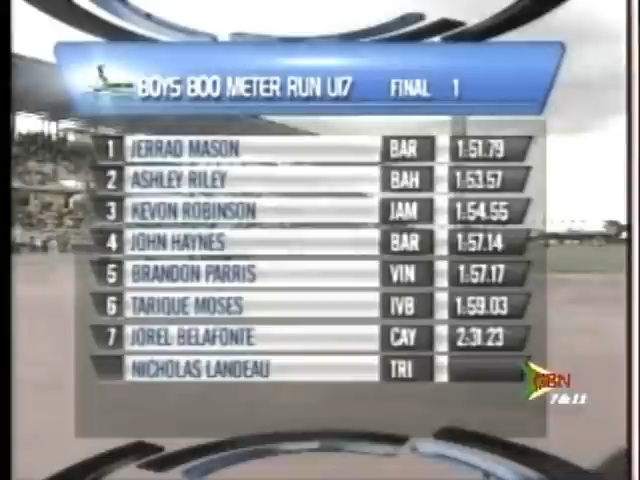 BOYS 800 METER RUN U17 FINAL 1
1 JERRAD MASON BAR 1:51.79
2 ASHLEY RILEY BAH 1:53.57
3 KEVON ROBINSON JAM 1:54.55
4 JOHN HAYNES BAR 1:57.14
5 BRANDON PARRIS VIN 1:57.17
6 TARIQUE MOSES IVB 1:59.03
7 JOREL BELAFONTE CAY 2:31.23
NICHOLAS LANDEAU TRI
GBN
7&11